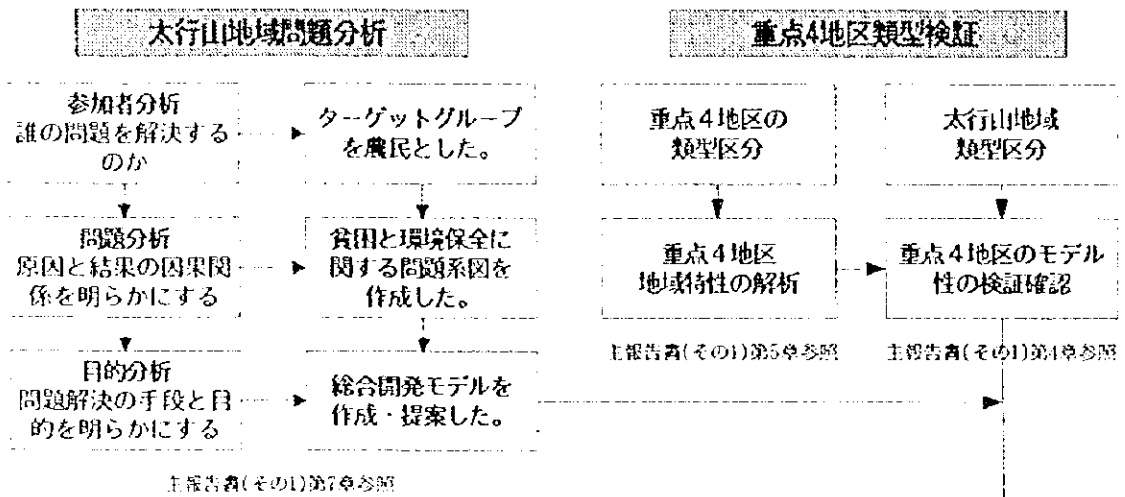 太行山地域問題分析
参加者分析
誰の問題を解決する
のか
ターゲットグループ
を農民とした。
問題分析
原因と結果の因果関
係を明らかにする
貧困と環境保全に
関する問題系図を
作成した。
目的分析
問題解決の手段と目
的を明らかにする
総合開発モデルを
作成・提案した。
主報告書(その1)第7章参照
重点4地区類型検証
重点4地区の
類型区分
太行山地域
類型区分
重点4地区
地域特性の解析
重点4地区のモデル
性の検証確認
主報告書(その1)第5章参照
主報告書(その1)第4章参照